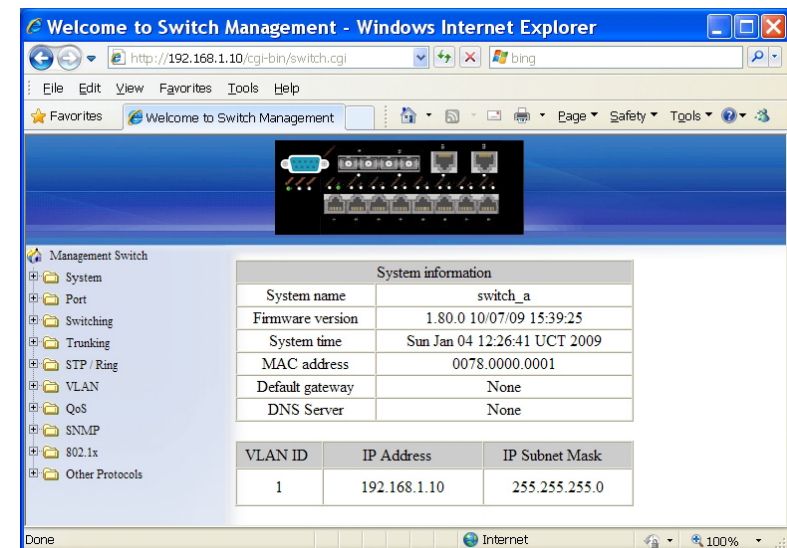 Welcome to Switch Management - Windows Internet Explorer
http://192.168.1.10/cgi-bin/switch.cgi bing
File Edit View Favorites Tools Help
Favorites Welcome to Switch Management Page Safety Tools
Management Switch
System
Port
Switching
Trunking
STP / Ring
VLAN
QoS
SNMP
802.1x
Other Protocols
System information
System name switch_a
Firmware version 1.80.0 10/07/09 15:39:25
System time Sun Jan 04 12:26:41 UCT 2009
MAC address 0078.0000.0001
Default gateway None
DNS Server None
VLAN ID IP Address IP Subnet Mask
1 192.168.1.10 255.255.255.0
Done Internet 100%